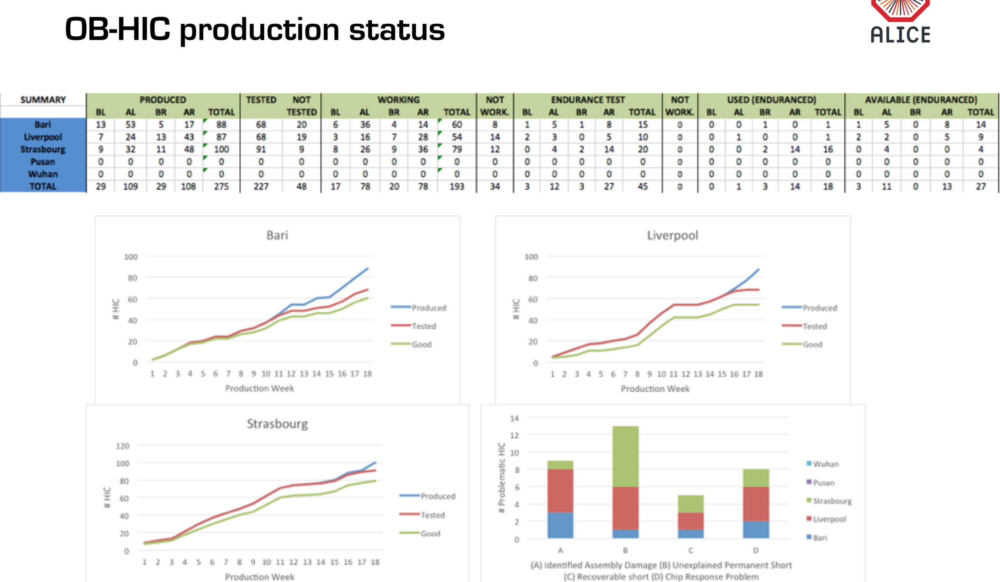 OB-HIC production status
ALICE
SUMMARY PRODUCED TESTED NOT WORKING NOT ENDURANCE TEST NOT USED (ENDURANCED) AVAILABLE (ENDURANCED)
BL AL BR AR TOTAL TESTED BL AL BR AR TOTAL WORK. BL AL BR AR TOTAL WORK. BL AL BR AR TOTAL BL AL BR AR TOTAL
Bari 13 53 5 17 88 68 20 6 36 4 14 60 8 1 5 1 8 15 0 0 0 1 0 1 1 5 0 8 14
Liverpool 7 24 13 43 87 68 19 3 16 7 28 54 14 2 3 0 5 10 0 0 1 0 0 1 2 2 0 5 9
Strasbourg 9 32 11 48 100 91 9 8 26 9 36 79 12 0 4 2 14 20 0 0 0 2 14 16 0 4 0 0 4
Pusan 0 0 0 0 0 0 0 0 0 0 0 0 0 0 0 0 0 0 0 0 0 0 0 0 0 0 0 0 0
Wuhan 0 0 0 0 0 0 0 0 0 0 0 0 0 0 0 0 0 0 0 0 0 0 0 0 0 0 0 0 0
TOTAL 29 109 29 108 275 227 48 17 78 20 78 193 34 3 12 3 27 45 0 0 1 3 14 18 3 11 0 13 27
Bari
100
80
60
40
20
0
# HIC
1 2 3 4 5 6 7 8 9 10 11 12 13 14 15 16 17 18
Production Week
Produced
Tested
Good
Liverpool
100
80
60
40
20
0
# HIC
1 2 3 4 5 6 7 8 9 10 11 12 13 14 15 16 17 18
Production Week
Produced
Tested
Good
Strasbourg
120
100
80
60
40
20
0
# HIC
1 2 3 4 5 6 7 8 9 10 11 12 13 14 15 16 17 18
Production Week
Produced
Tested
Good
14
12
10
8
6
4
2
0
# Problematic HIC
A B C D
(A) Identified Assembly Damage (B) Unexplained Permanent Short
(C) Recoverable short (D) Chip Response Problem
Wuhan
Pusan
Strasbourg
Liverpool
Bari